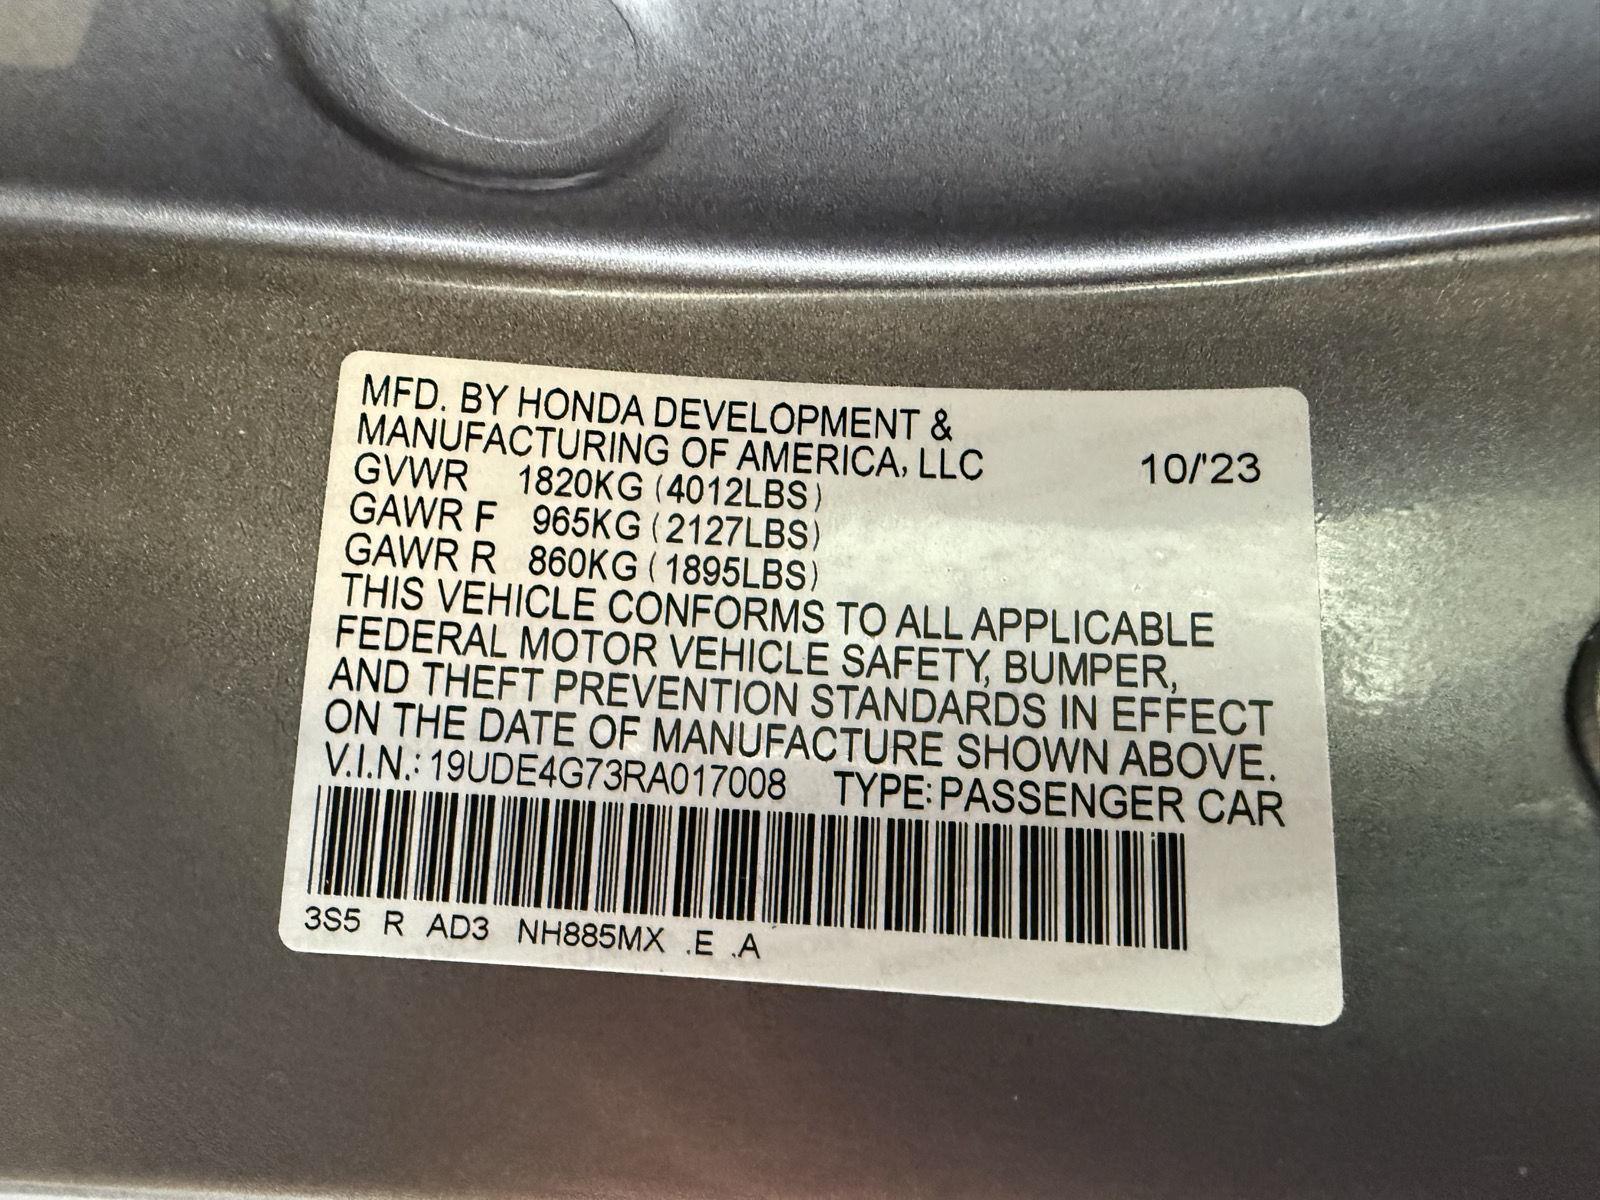 MFD. BY HONDA DEVELOPMENT &
MANUFACTURING OF AMERICA, LLC 10/'23
GVWR 1820KG (4012LBS)
GAWR F 965KG (2127LBS)
GAWR R 860KG (1895LBS)
THIS VEHICLE CONFORMS TO ALL APPLICABLE
FEDERAL MOTOR VEHICLE SAFETY, BUMPER,
AND THEFT PREVENTION STANDARDS IN EFFECT
ON THE DATE OF MANUFACTURE SHOWN ABOVE.
V.I.N.: 19UDE4G73RA017008 TYPE: PASSENGER CAR
3S5 R AD3 NH885MX .E .A